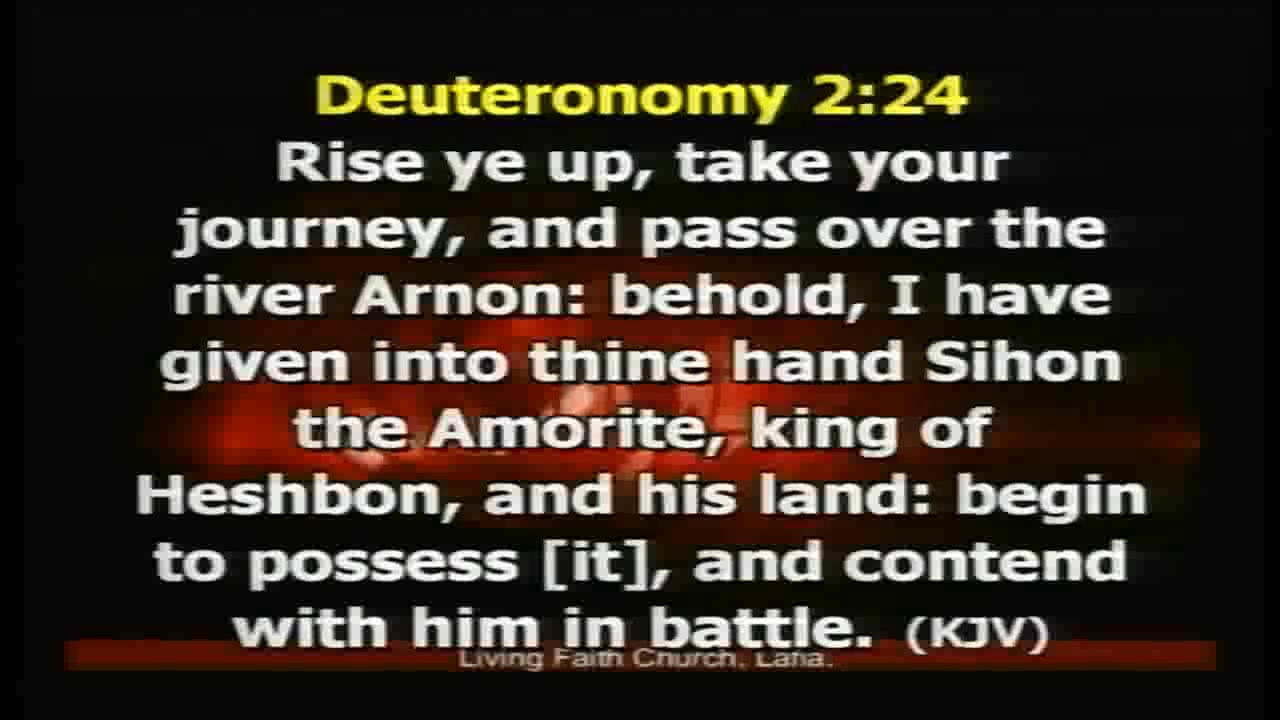 Deuteronomy 2:24
Rise ye up, take your
journey, and pass over the
river Arnon: behold, I have
given into thine hand Sihon
the Amorite, king of
Heshbon, and his land: begin
to possess [it], and contend
with him in battle. (KJV)
Living Faith Church, Lafia.